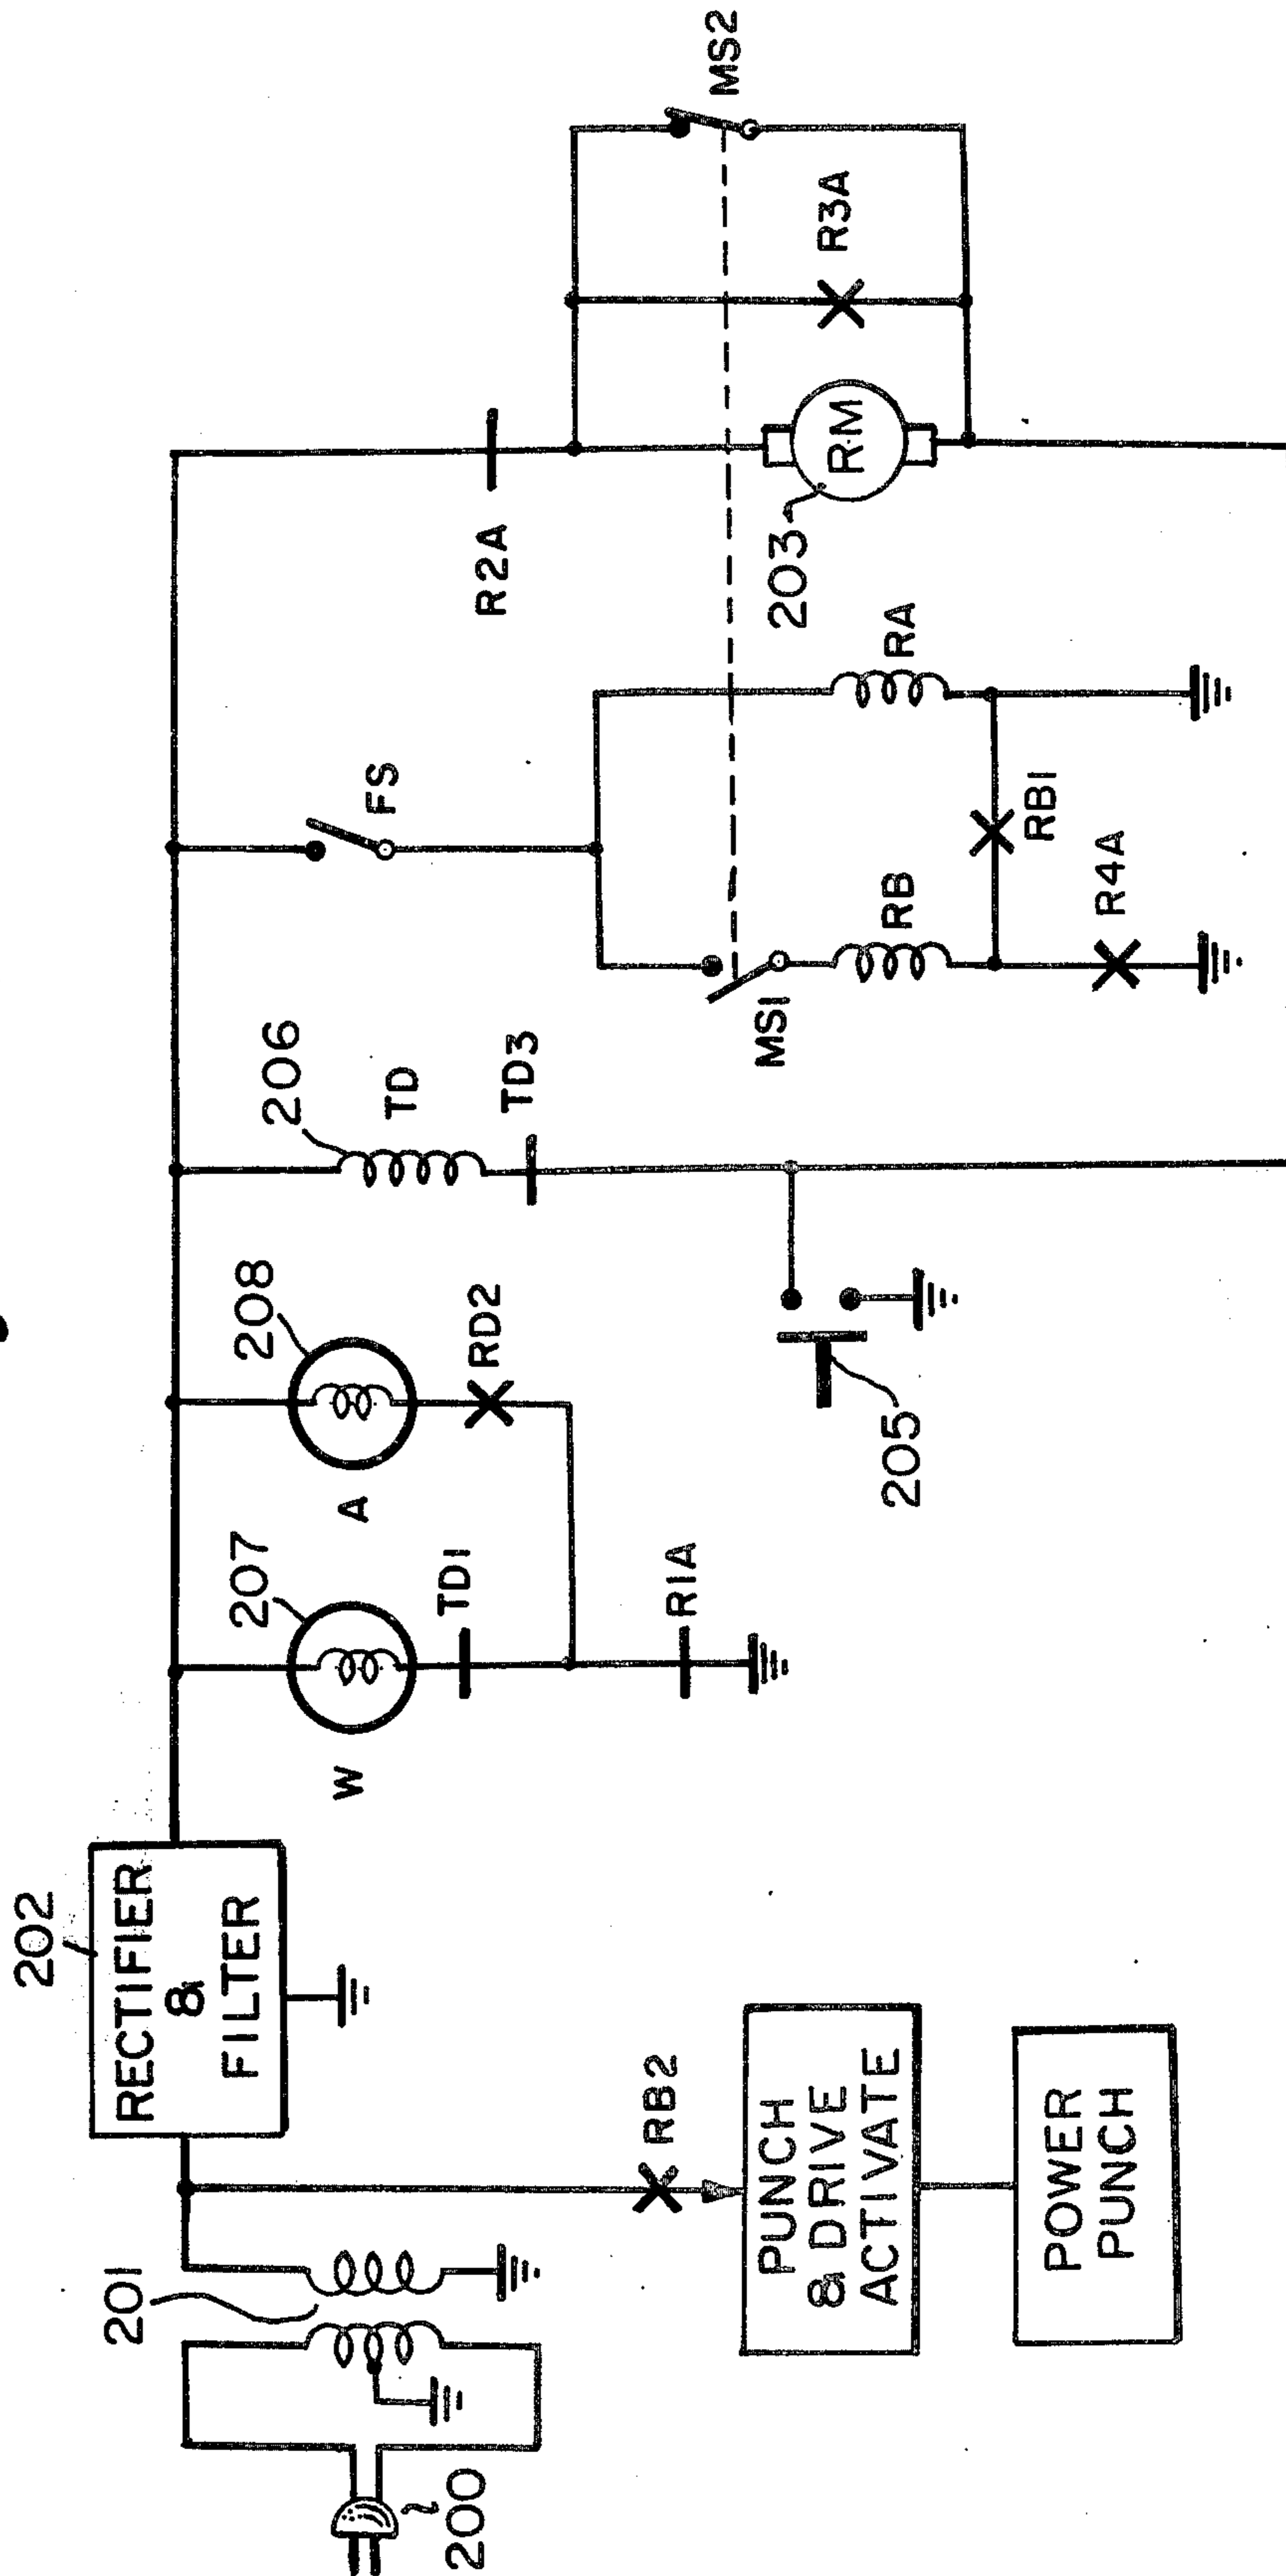 200
201
202
RECTIFIER
&
FILTER
RB2
PUNCH
& DRIVE
ACTIVATE
POWER
PUNCH
207
W
TD1
R1A
208
A
RD2
205
206
TD
TD3
FS
MS1
RB
RA
RB1
R4A
R2A
203
R·M
R3A
MS2